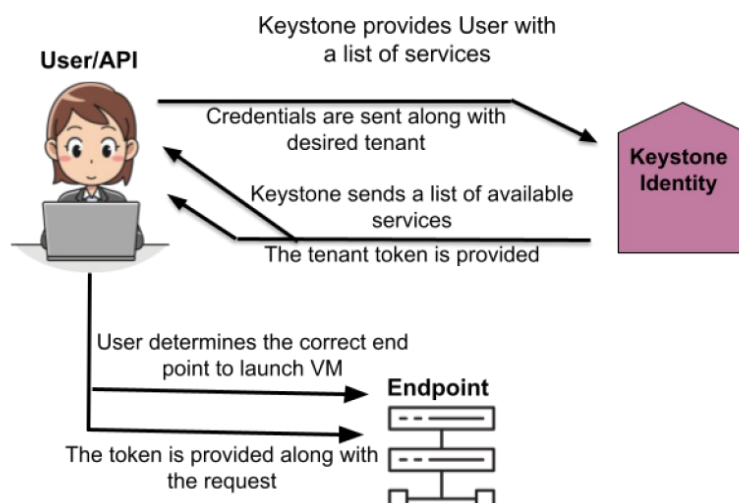 Keystone provides User with
a list of services
User/API
Credentials are sent along with
desired tenant
Keystone
Identity
Keystone sends a list of available
services
The tenant token is provided
User determines the correct end
point to launch VM
Endpoint
The token is provided along with
the request